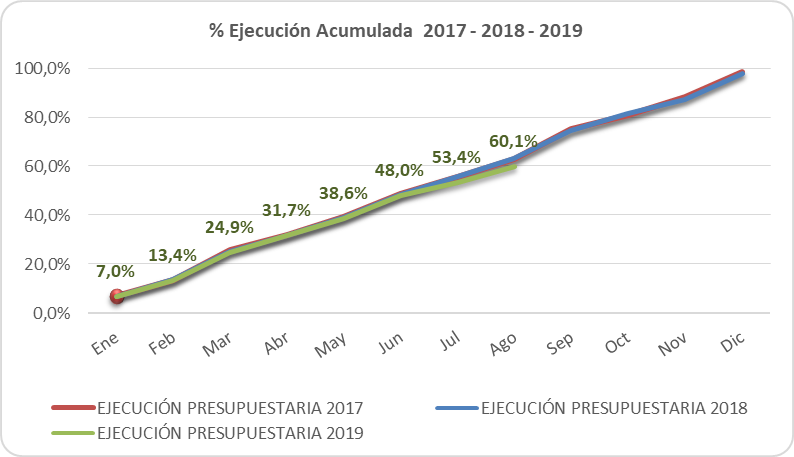 % Ejecución Acumulada 2017 - 2018 - 2019
100,0%
80,0%
60,0%
40,0%
20,0%
0,0%
7,0%
13,4%
24,9%
31,7%
38,6%
48,0%
53,4%
60,1%
Ene
Feb
Mar
Abr
May
Jun
Jul
Ago
Sep
Oct
Nov
Dic
EJECUCIÓN PRESUPUESTARIA 2017
EJECUCIÓN PRESUPUESTARIA 2018
EJECUCIÓN PRESUPUESTARIA 2019